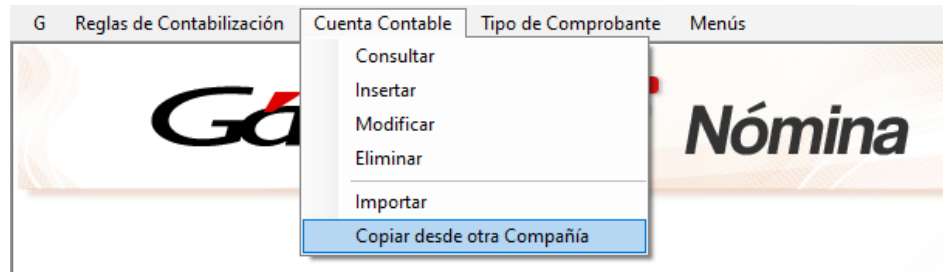 G Reglas de Contabilización Cuenta Contable Tipo de Comprobante Menús
Consultar
Insertar
Modificar
Eliminar
Importar
Copiar desde otra Compañía
Nómina